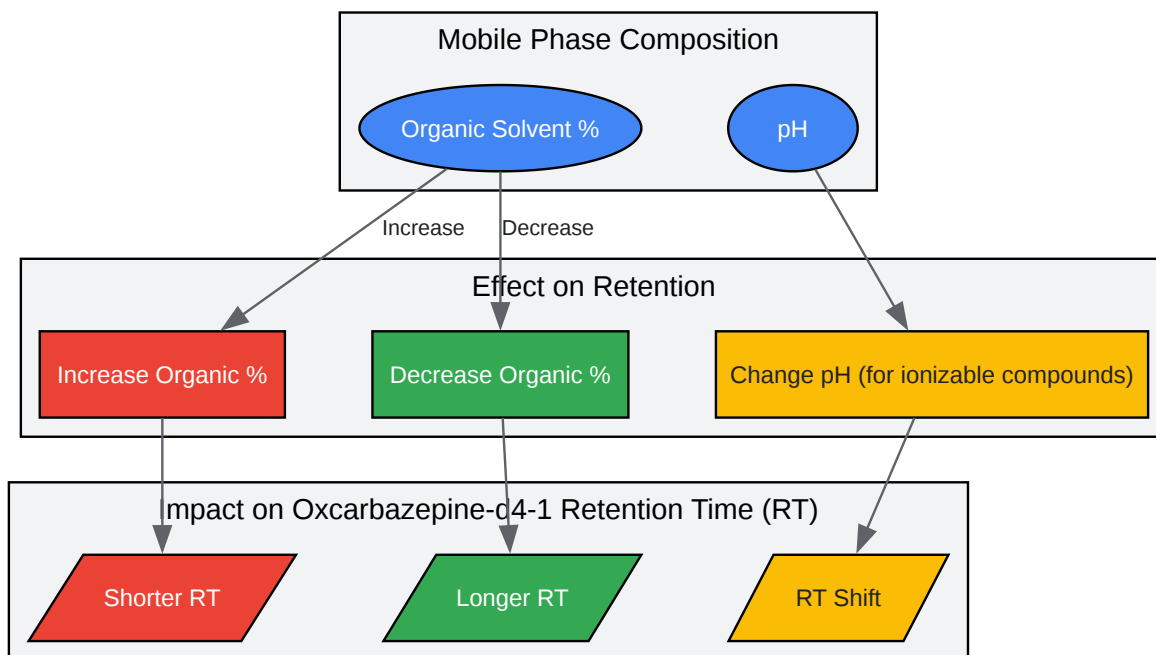 Mobile Phase Composition
Organic Solvent %
pH
Increase
Decrease
Effect on Retention
Increase Organic %
Decrease Organic %
Change pH (for ionizable compounds)
Impact on Oxcarbazepine-d4-1 Retention Time (RT)
Shorter RT
Longer RT
RT Shift